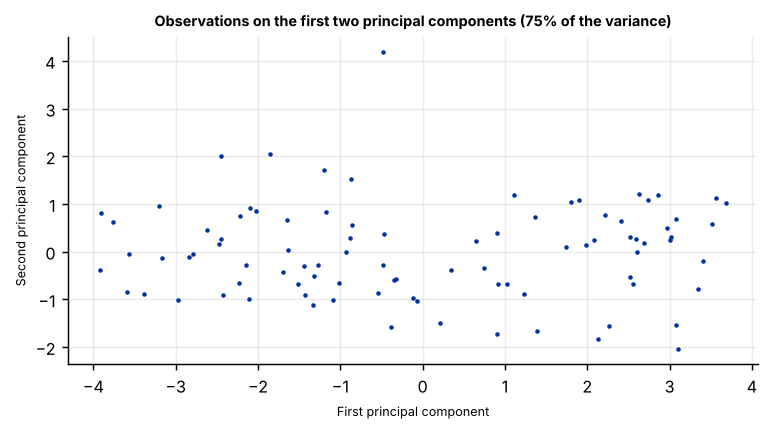 Observations on the first two principal components (75% of the variance)
Second principal component
4
3
2
1
0
−1
−2
−4 −3 −2 −1 0 1 2 3 4
First principal component